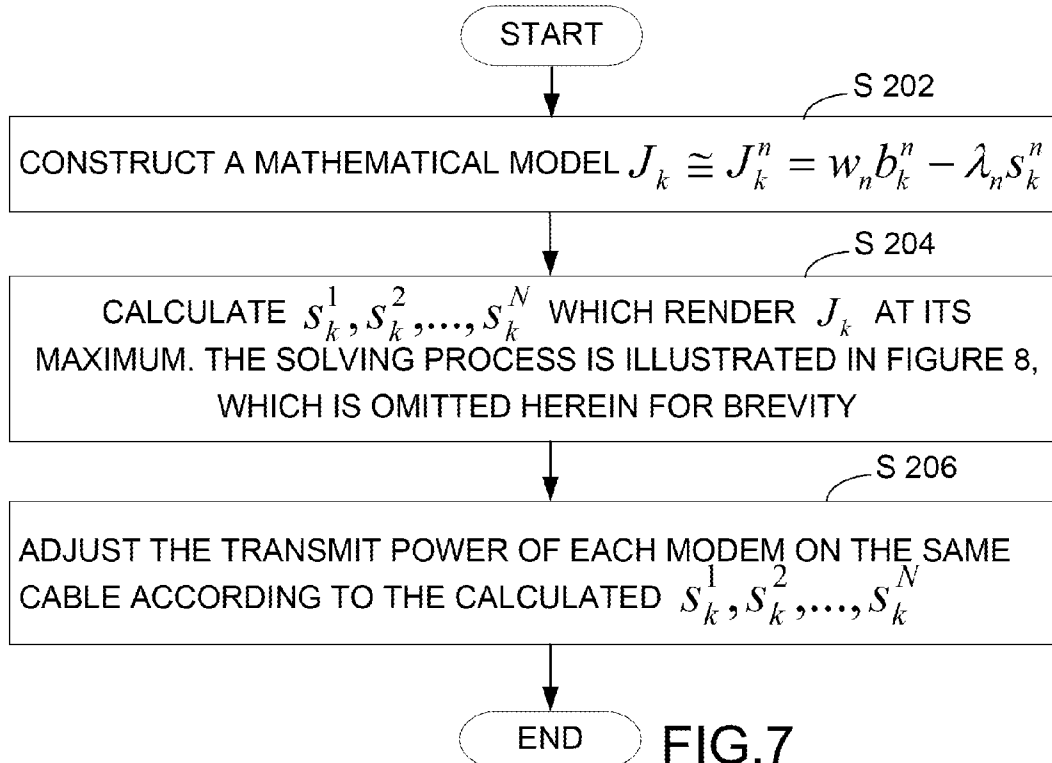 START
S 202
CONSTRUCT A MATHEMATICAL MODEL $J_k \cong J_k^n = w_n b_k^n - \lambda_n s_k^n$
S 204
CALCULATE $s_k^1, s_k^2, ..., s_k^N$ WHICH RENDER $J_k$ AT ITS
MAXIMUM. THE SOLVING PROCESS IS ILLUSTRATED IN FIGURE 8,
WHICH IS OMITTED HEREIN FOR BREVITY
S 206
ADJUST THE TRANSMIT POWER OF EACH MODEM ON THE SAME
CABLE ACCORDING TO THE CALCULATED $s_k^1, s_k^2, ..., s_k^N$
END
FIG.7